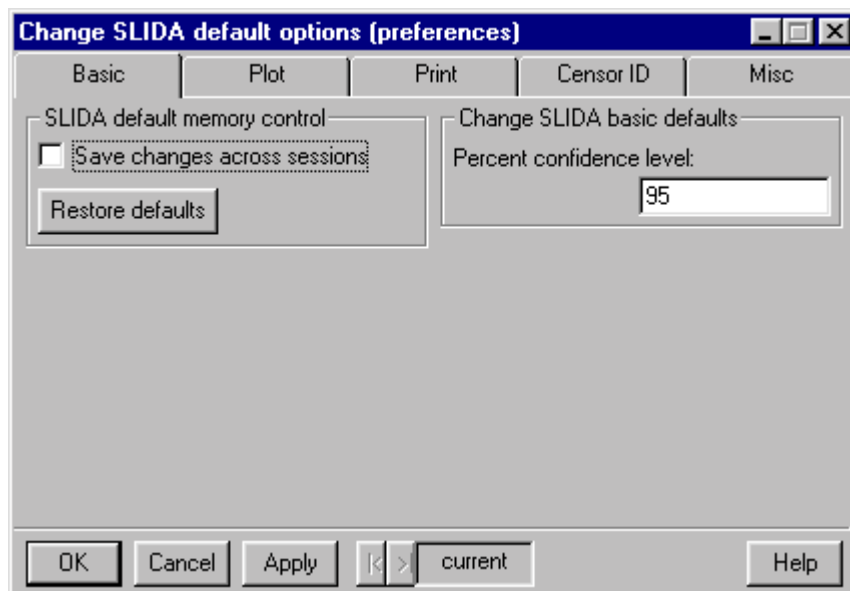 Change SLIDA default options (preferences)
Basic Plot Print Censor ID Misc
SLIDA default memory control
Save changes across sessions
Restore defaults
Change SLIDA basic defaults
Percent confidence level:
95
OK Cancel Apply current Help